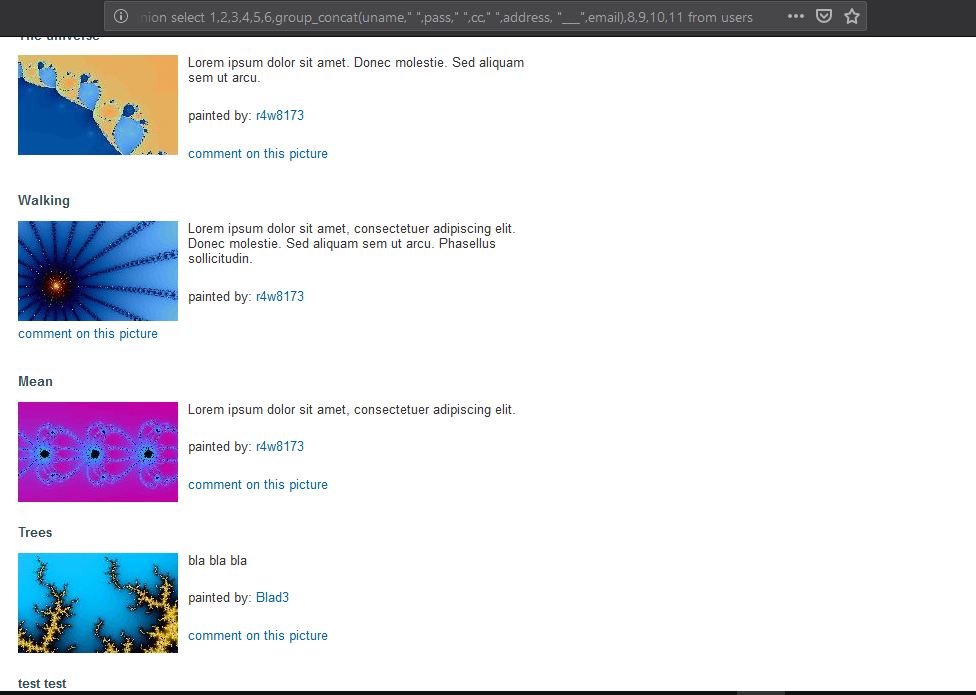 nion select 1,2,3,4,5,6,group_concat(uname," ",pass," ",cc," ",address, "___ ",email),8,9,10,11 from users
The universe
Lorem ipsum dolor sit amet. Donec molestie. Sed aliquam
sem ut arcu.
painted by: r4w8173
comment on this picture
Walking
Lorem ipsum dolor sit amet, consectetuer adipiscing elit.
Donec molestie. Sed aliquam sem ut arcu. Phasellus
sollicitudin.
painted by: r4w8173
comment on this picture
Mean
Lorem ipsum dolor sit amet, consectetuer adipiscing elit.
painted by: r4w8173
comment on this picture
Trees
bla bla bla
painted by: Blad3
comment on this picture
test test